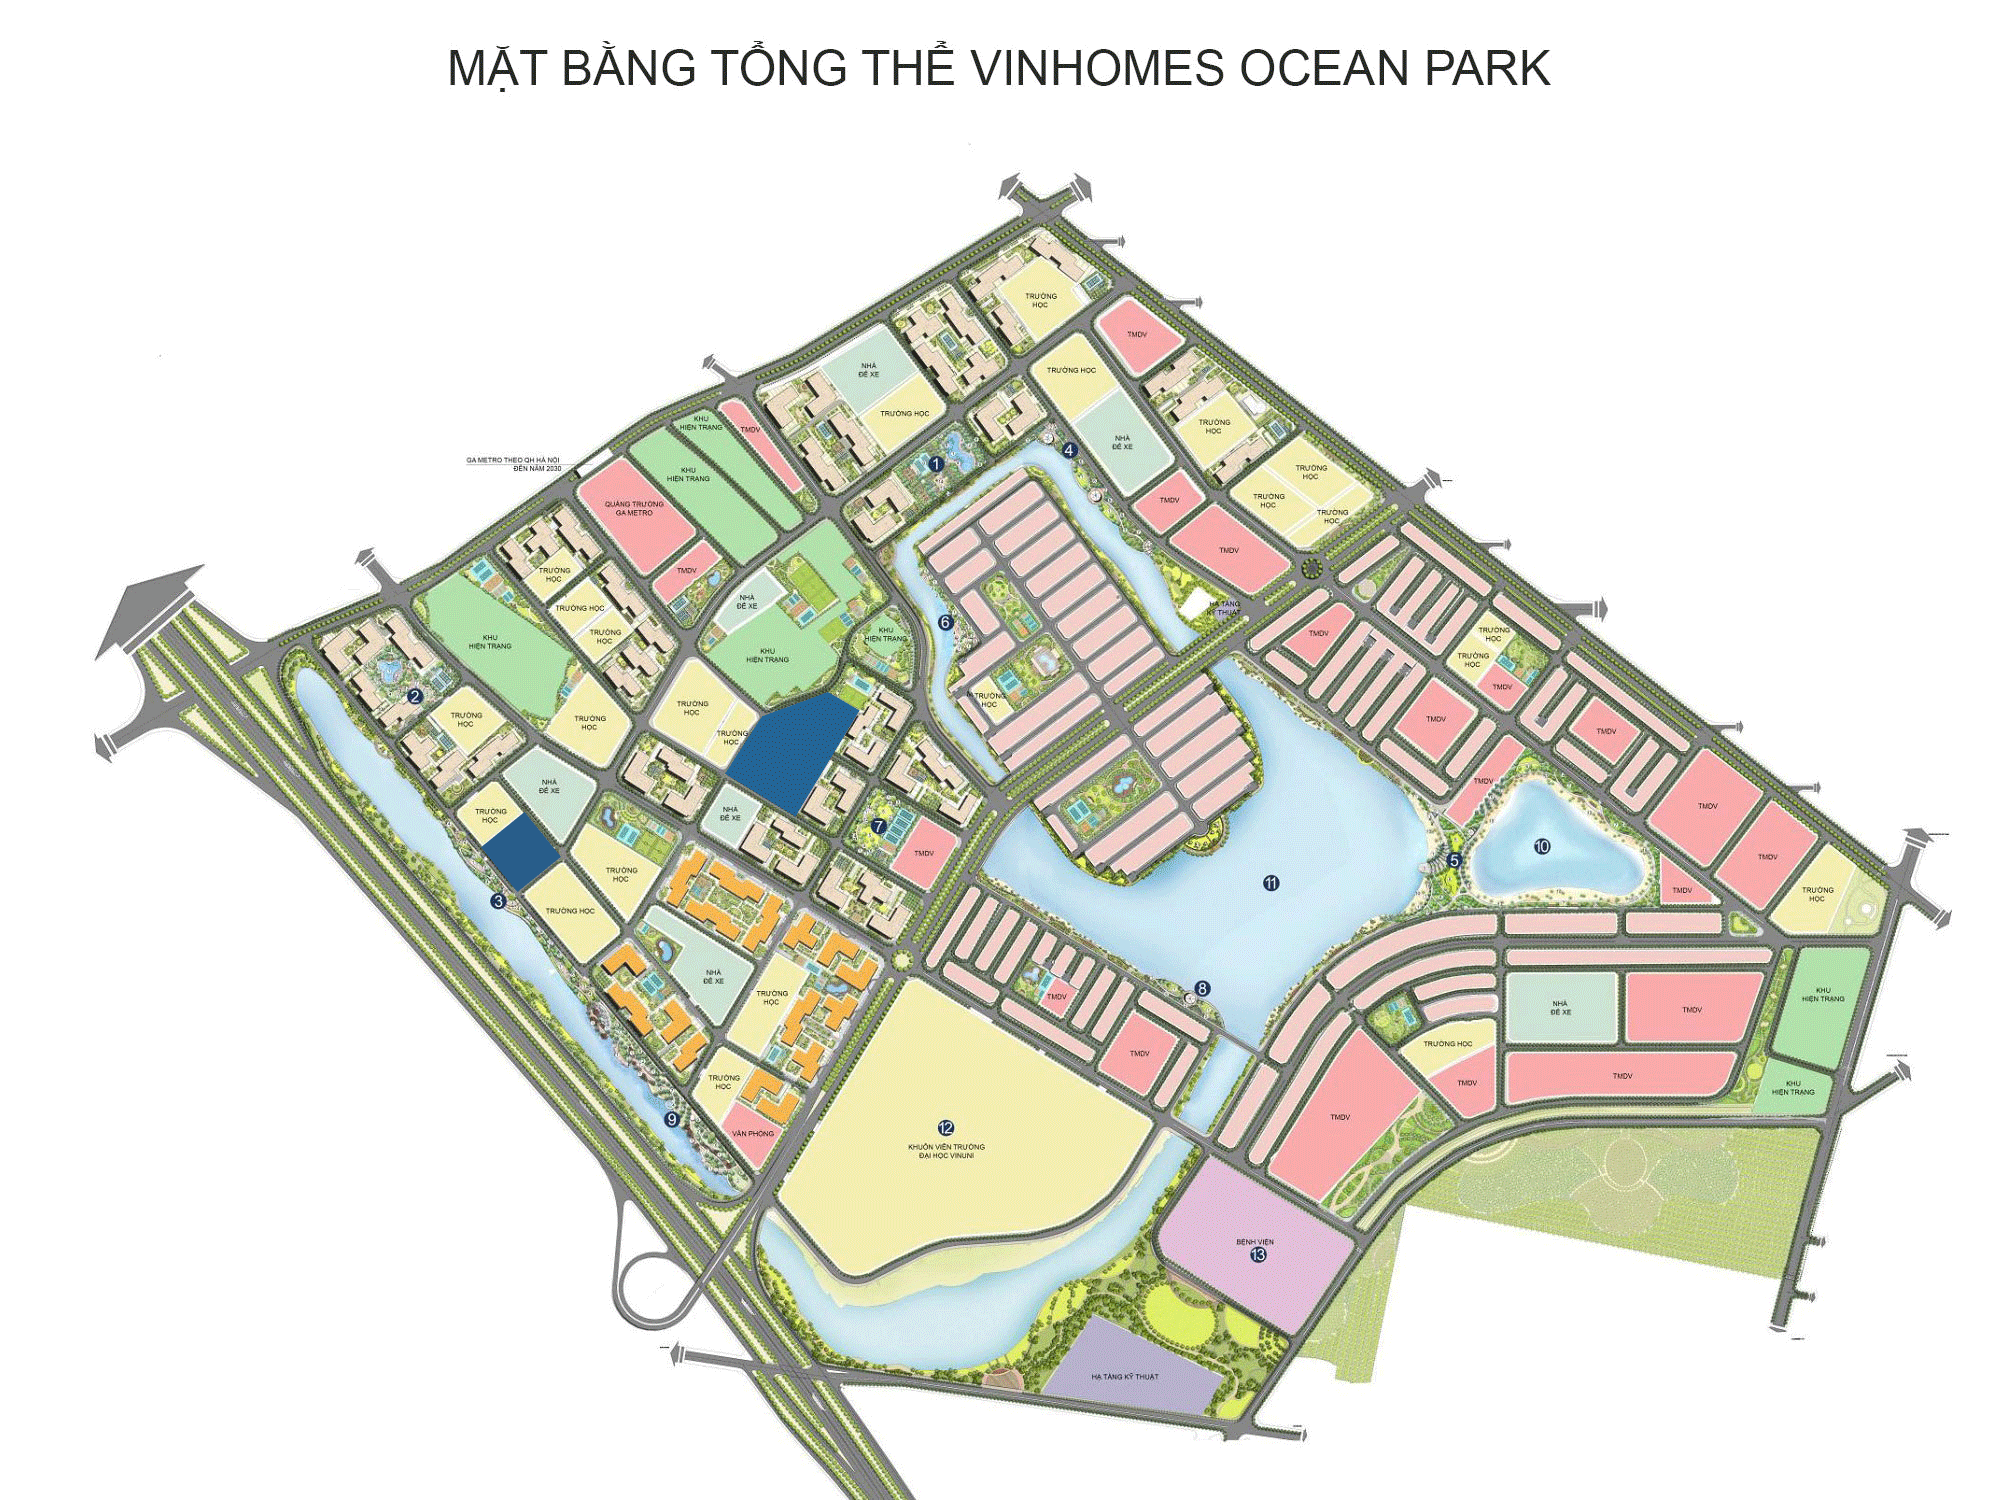 MẶT BẰNG TỔNG THỂ VINHOMES OCEAN PARK
TRƯỜNG
HỌC
TMDV
NHÀ
ĐỂ XE
TRƯỜNG HỌC
TRƯỜNG HỌC
KHU
HIỆN TRẠNG
TMDV
TRƯỜNG
HỌC
NHÀ
ĐỂ XE
4
1
GA METRO THEO QH HÀ NỘI
ĐẾN NĂM 2030
KHU
HIỆN TRẠNG
TRƯỜNG
HỌC
TRƯỜNG
HỌC
TRƯỜNG
HỌC
TMDV
QUẢNG TRƯỜNG
GA METRO
TMDV
TMDV
TRƯỜNG
HỌC
NHÀ
ĐỂ XE
HẠ TẦNG
KỸ THUẬT
TRƯỜNG HỌC
TRƯỜNG
HỌC
6
KHU
HIỆN TRẠNG
KHU
HIỆN TRẠNG
KHU
HIỆN TRẠNG
TMDV
TRƯỜNG
HỌC
TRƯỜNG
HỌC
TMDV
2
TRƯỜNG
HỌC
TRƯỜNG
HỌC
TRƯỜNG
HỌC
TRƯỜNG
HỌC
TRƯỜNG
HỌC
TMDV
TMDV
NHÀ
ĐỂ XE
TMDV
TRƯỜNG
HỌC
NHÀ
ĐỂ XE
7
TMDV
TMDV
10
5
TMDV
TRƯỜNG
HỌC
11
TMDV
TRƯỜNG
HỌC
3
TRƯỜNG HỌC
NHÀ
ĐỂ XE
TRƯỜNG
HỌC
8
TMDV
KHU
HIỆN TRẠNG
NHÀ
ĐỂ XE
TMDV
TMDV
TRƯỜNG HỌC
TRƯỜNG
HỌC
TMDV
TMDV
KHU
HIỆN TRẠNG
9
VĂN PHÒNG
TMDV
12
KHUÔN VIÊN TRƯỜNG
ĐẠI HỌC VINUNI
BỆNH VIỆN
13
HẠ TẦNG KỸ THUẬT